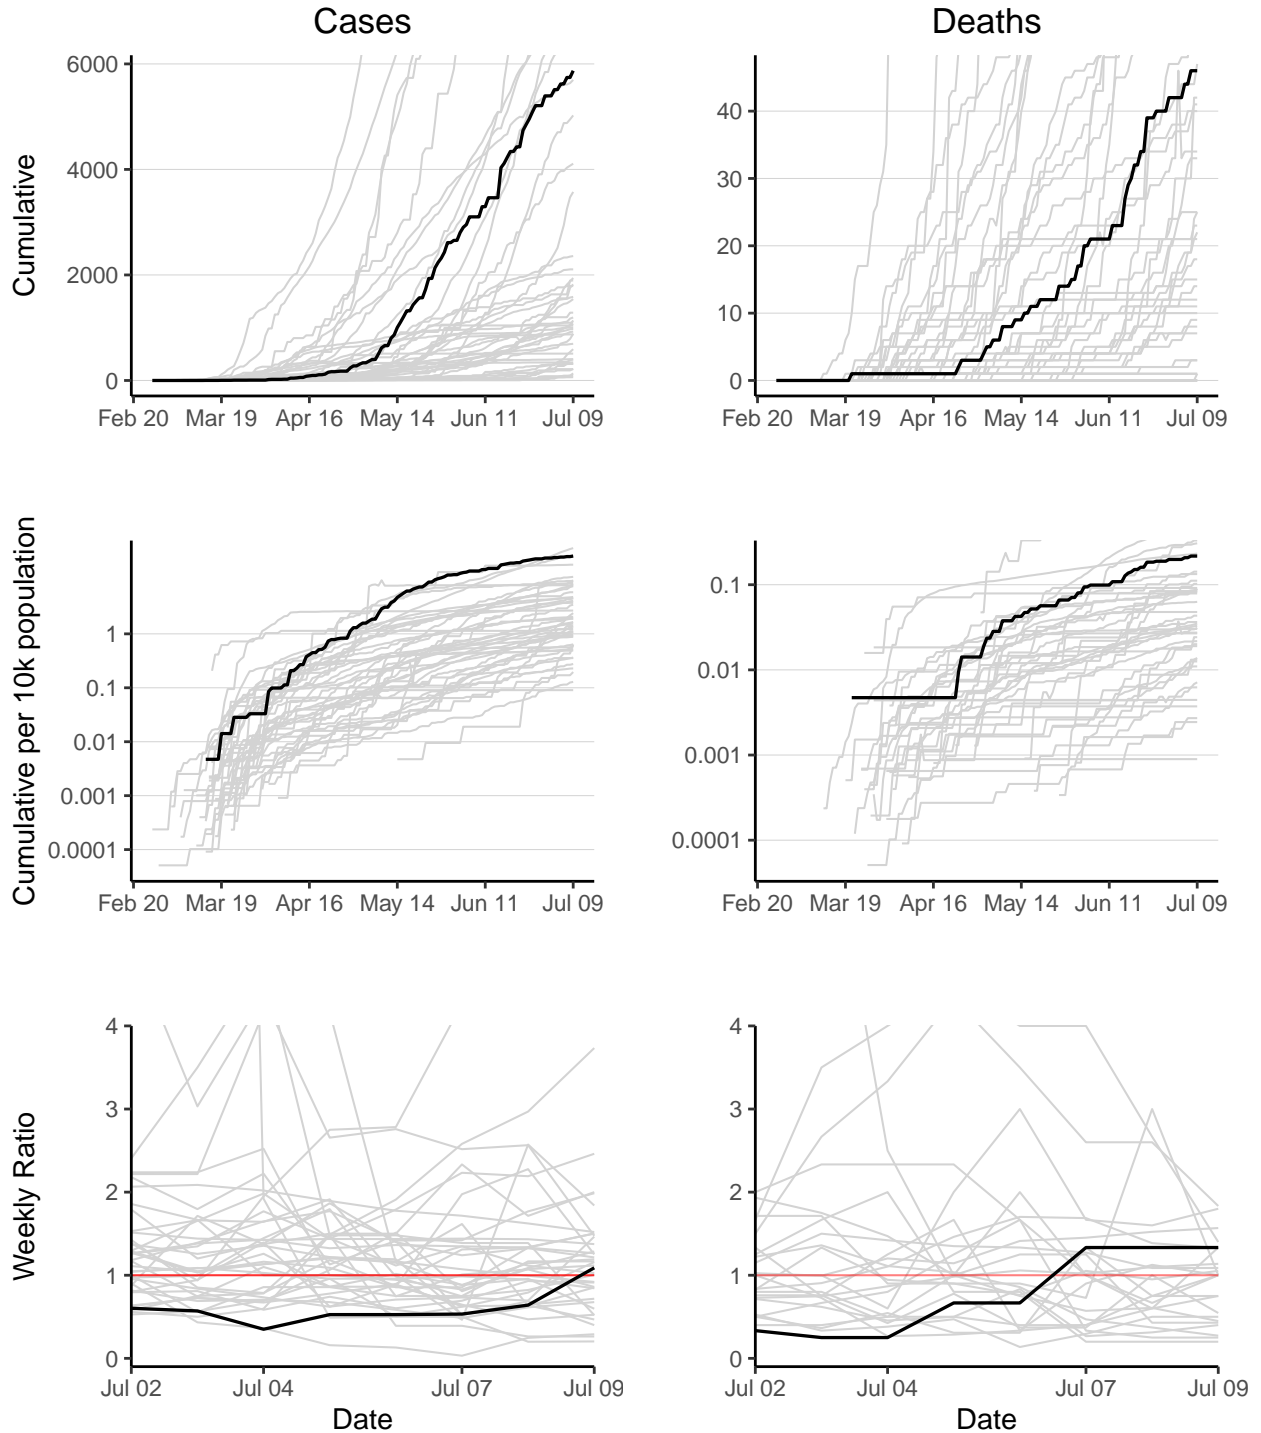 Cases
Deaths
Cumulative
6000
4000
2000
0
Feb 20 Mar 19 Apr 16 May 14 Jun 11 Jul 09
40
30
20
10
0
Feb 20 Mar 19 Apr 16 May 14 Jun 11 Jul 09
Cumulative per 10k population
1
0.1
0.01
0.001
0.0001
Feb 20 Mar 19 Apr 16 May 14 Jun 11 Jul 09
0.1
0.01
0.001
0.0001
Feb 20 Mar 19 Apr 16 May 14 Jun 11 Jul 09
Weekly Ratio
4
3
2
1
0
Jul 02 Jul 04 Jul 07 Jul 09
Date
4
3
2
1
0
Jul 02 Jul 04 Jul 07 Jul 09
Date